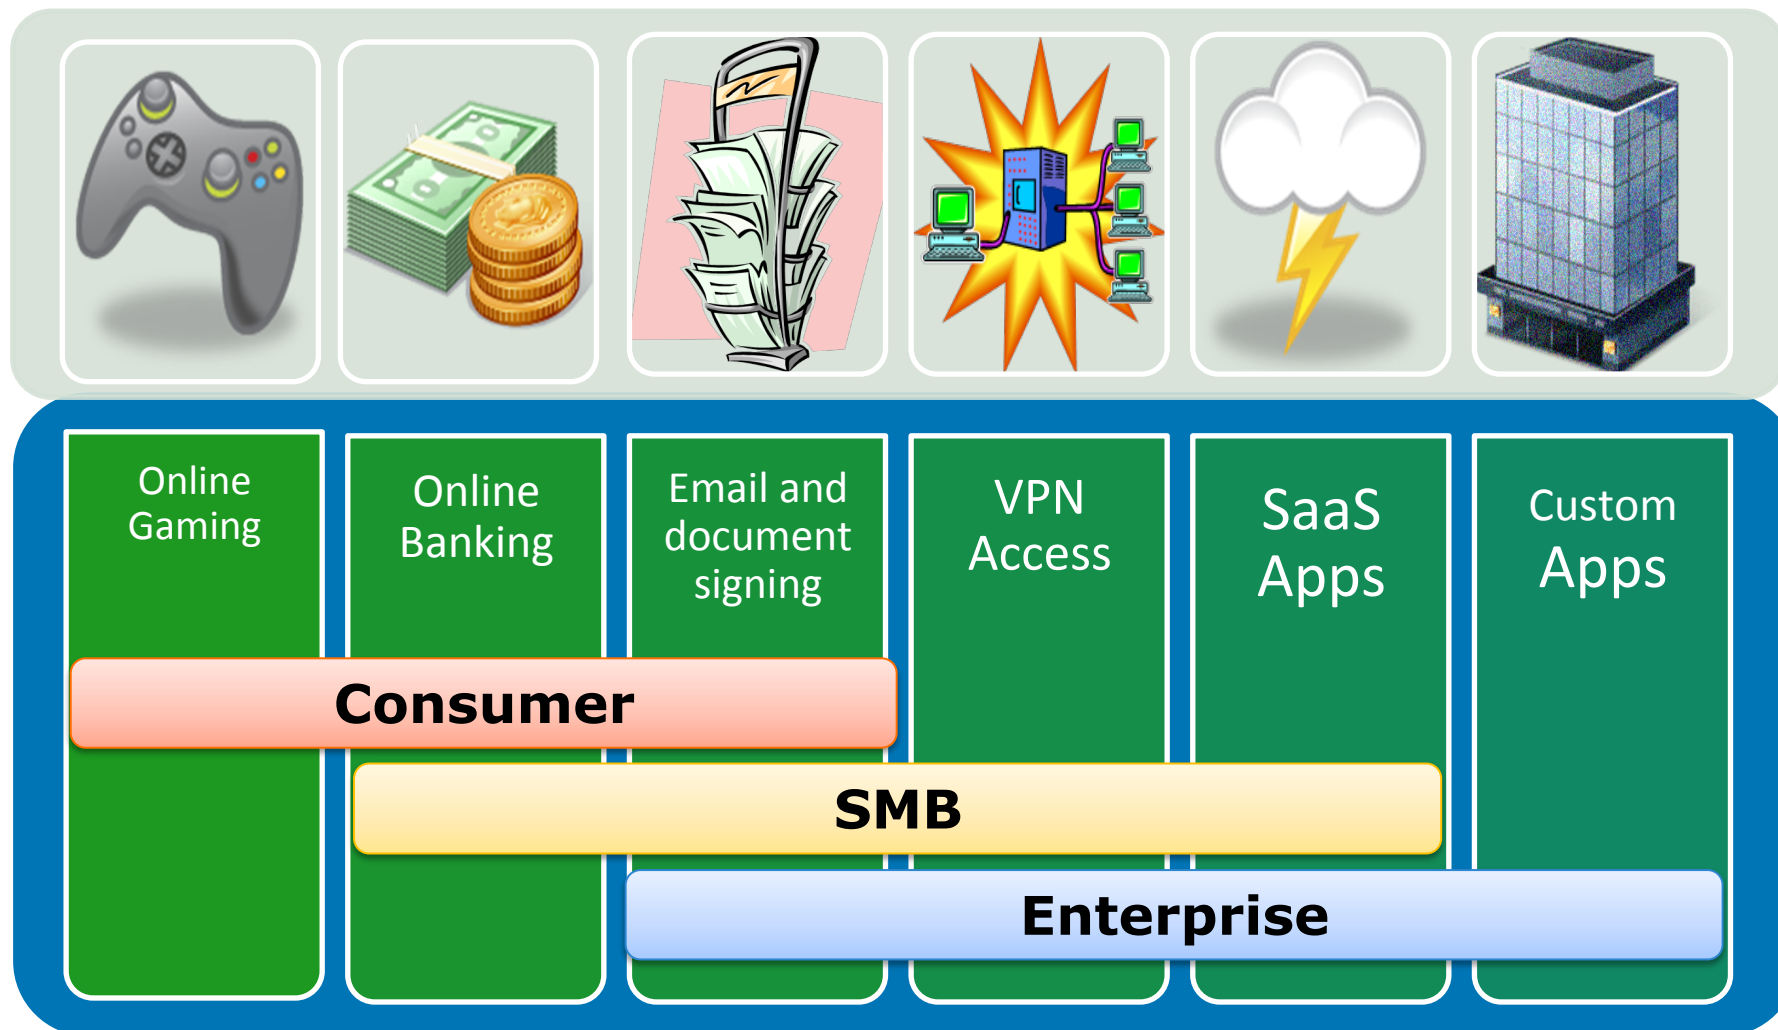 Online
Gaming
Online
Banking
Email and
document
signing
VPN
Access
SaaS
Apps
Custom
Apps
Consumer
SMB
Enterprise